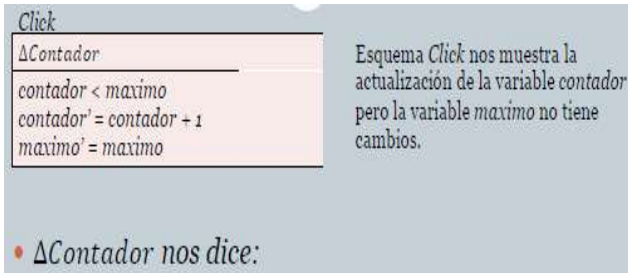 Click
ΔContador
contador < maximo
contador' = contador + 1
maximo' = maximo
Esquema Click nos muestra la
actualización de la variable contador
pero la variable maximo no tiene
cambios.
• ΔContador nos dice: